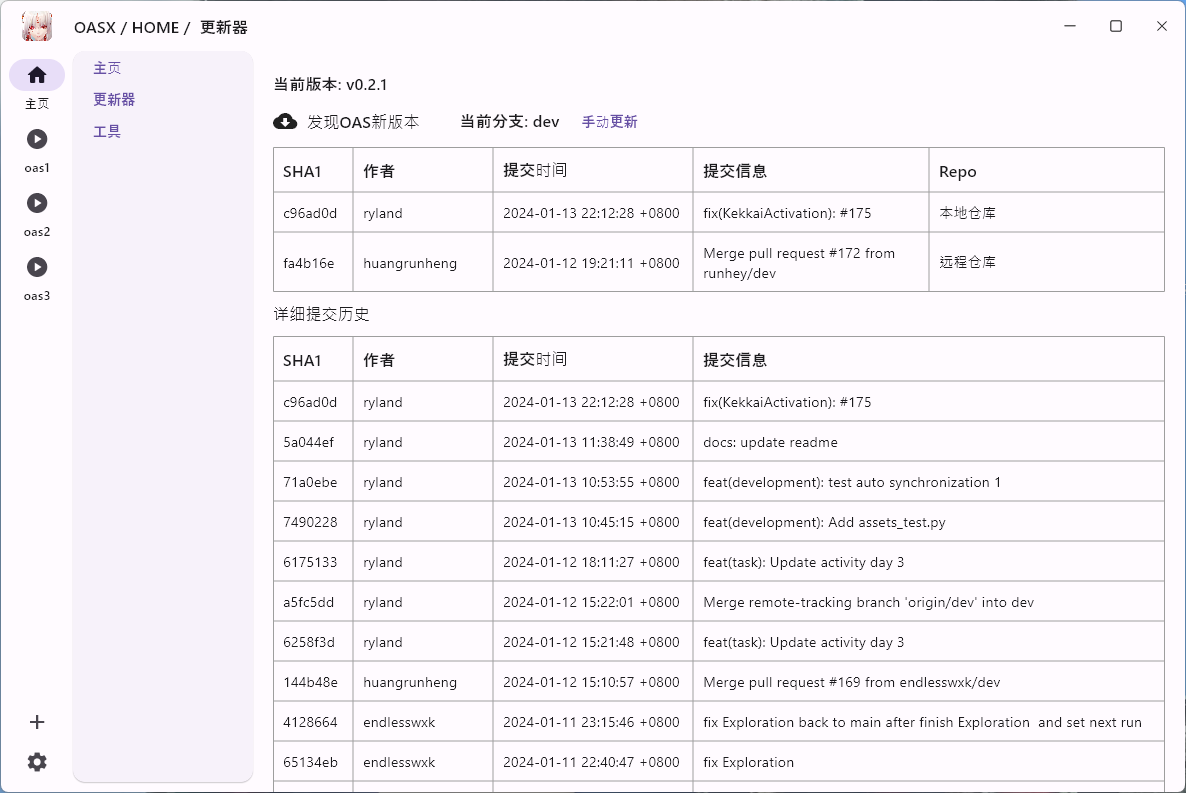 OASX / HOME / 更新器
主页
oas1
oas2
oas3
主页
更新器
工具
当前版本: v0.2.1
发现OAS新版本 当前分支: dev 手动更新
SHA1 作者 提交时间 提交信息 Repo
c96ad0d ryland 2024-01-13 22:12:28 +0800 fix(KekkaiActivation): #175 本地仓库
fa4b16e huangrunheng 2024-01-12 19:21:11 +0800 Merge pull request #172 from
runhey/dev 远程仓库
详细提交历史
SHA1 作者 提交时间 提交信息
c96ad0d ryland 2024-01-13 22:12:28 +0800 fix(KekkaiActivation): #175
5a044ef ryland 2024-01-13 11:38:49 +0800 docs: update readme
71a0ebe ryland 2024-01-13 10:53:55 +0800 feat(development): test auto synchronization 1
7490228 ryland 2024-01-13 10:45:15 +0800 feat(development): Add assets_test.py
6175133 ryland 2024-01-12 18:11:27 +0800 feat(task): Update activity day 3
a5fc5dd ryland 2024-01-12 15:22:01 +0800 Merge remote-tracking branch 'origin/dev' into dev
6258f3d ryland 2024-01-12 15:21:48 +0800 feat(task): Update activity day 3
144b48e huangrunheng 2024-01-12 15:10:57 +0800 Merge pull request #169 from endlesswxk/dev
4128664 endlesswxk 2024-01-11 23:15:46 +0800 fix Exploration back to main after finish Exploration and set next run
65134eb endlesswxk 2024-01-11 22:40:47 +0800 fix Exploration